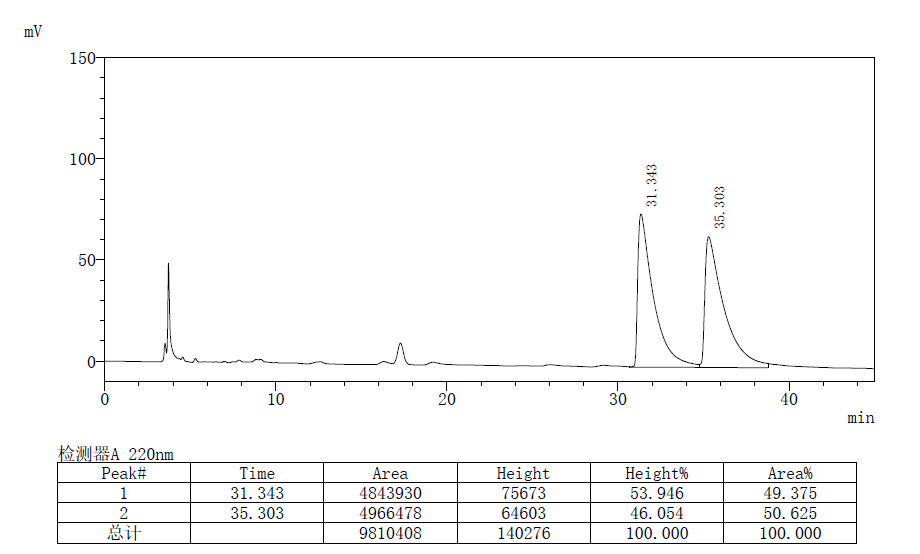 mV
150
31.343
35.303
100
50
0
0 10 20 30 40
min
检测器A 220nm
Peak# Time Area Height Height% Area%
1 31.343 4843930 75673 53.946 49.375
2 35.303 4966478 64603 46.054 50.625
总计 9810408 140276 100.000 100.000